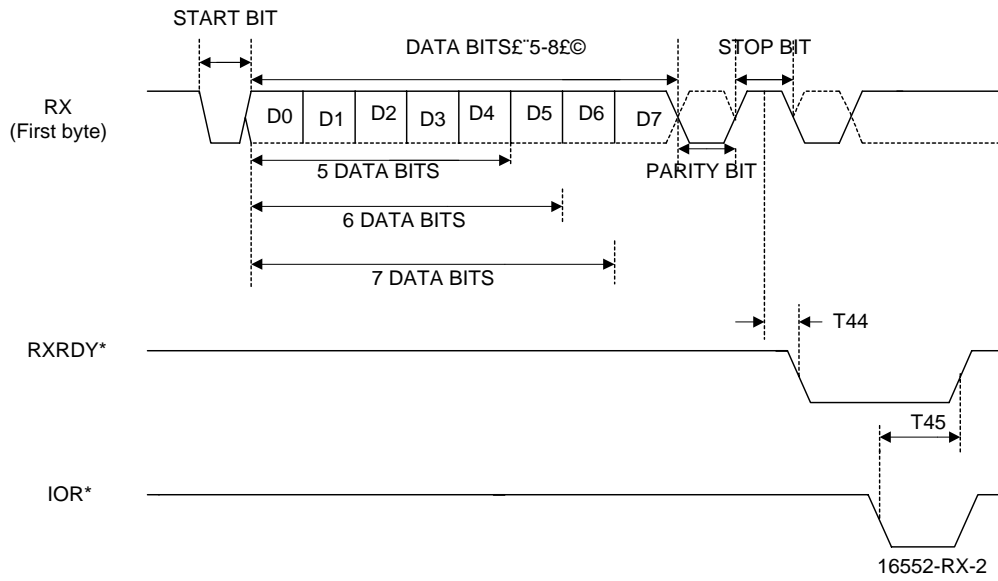 START BIT
DATA BITS£¨5-8£©
STOP BIT
RX
(First byte)
D0 D1 D2 D3 D4 D5 D6 D7
5 DATA BITS
PARITY BIT
6 DATA BITS
7 DATA BITS
T44
RXRDY*
T45
IOR*
16552-RX-2